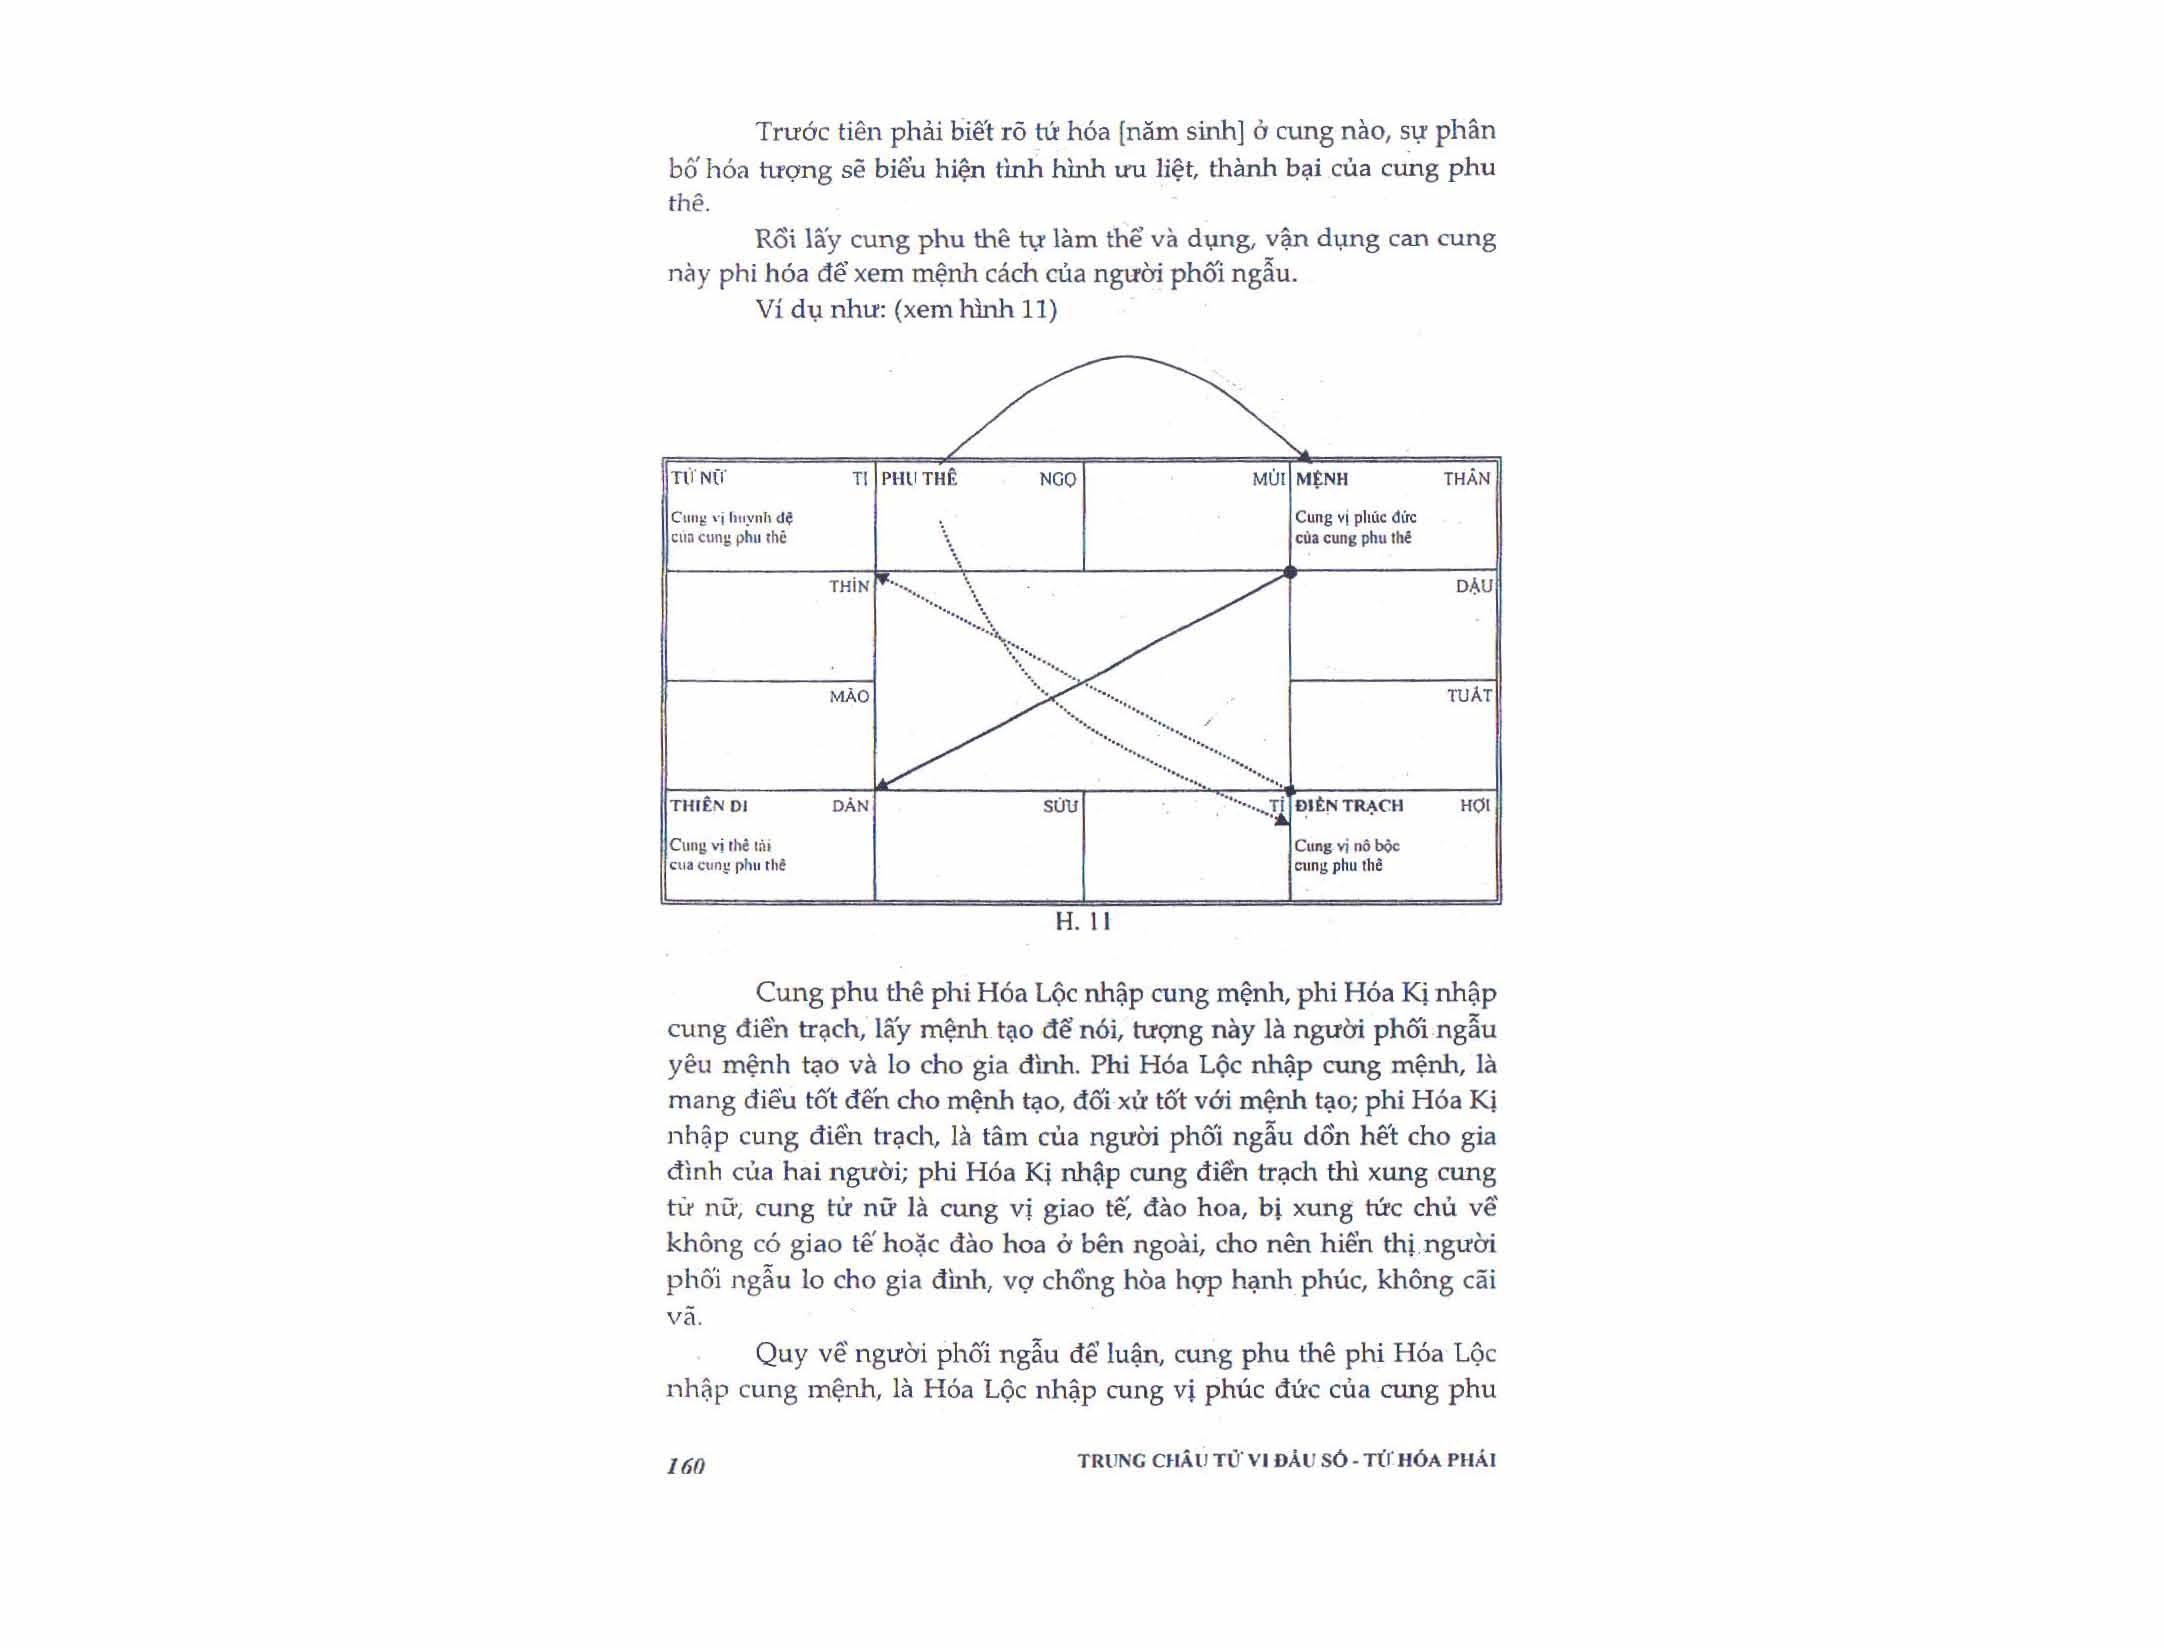 Trước tiên phải biết rõ tứ hóa [năm sinh] ở cung nào, sự phân
bố hóa tượng sẽ biểu hiện tình hình ưu liệt, thành bại của cung phu
thê.
Rồi lấy cung phu thê tự làm thể và dụng, vận dụng can cung
này phi hóa để xem mệnh cách của người phối ngẫu.
Ví dụ như: (xem hình 11)
TỬ NỮ TỊ PHU THÊ NGỌ MÙI MỆNH THÂN
Cung vị huynh đệ
của cung phu thê
Cung vị phúc đức
của cung phu thê
THÌN DẬU
MÃO TUẤT
THIÊN DI DẦN SỬU TÍ ĐIỀN TRẠCH HỢI
Cung vị thê tài
của cung phu thê
Cung vị nô bộc
cung phu thê
H. 11
Cung phu thê phi Hóa Lộc nhập cung mệnh, phi Hóa Kị nhập
cung điền trạch, lấy mệnh tạo để nói, tượng này là người phối ngẫu
yêu mệnh tạo và lo cho gia đình. Phi Hóa Lộc nhập cung mệnh, là
mang điều tốt đến cho mệnh tạo, đối xử tốt với mệnh tạo; phi Hóa Kị
nhập cung điền trạch, là tâm của người phối ngẫu dồn hết cho gia
đình của hai người; phi Hóa Kị nhập cung điền trạch thì xung cung
tử nữ, cung tử nữ là cung vị giao tế, đào hoa, bị xung tức chủ về
không có giao tế hoặc đào hoa ở bên ngoài, cho nên hiển thị người
phối ngẫu lo cho gia đình, vợ chồng hòa hợp hạnh phúc, không cãi
vã.
Quy về người phối ngẫu để luận, cung phu thê phi Hóa Lộc
nhập cung mệnh, là Hóa Lộc nhập cung vị phúc đức của cung phu
160 TRUNG CHÂU TỬ VI ĐẨU SỐ - TỨ HÓA PHÁI